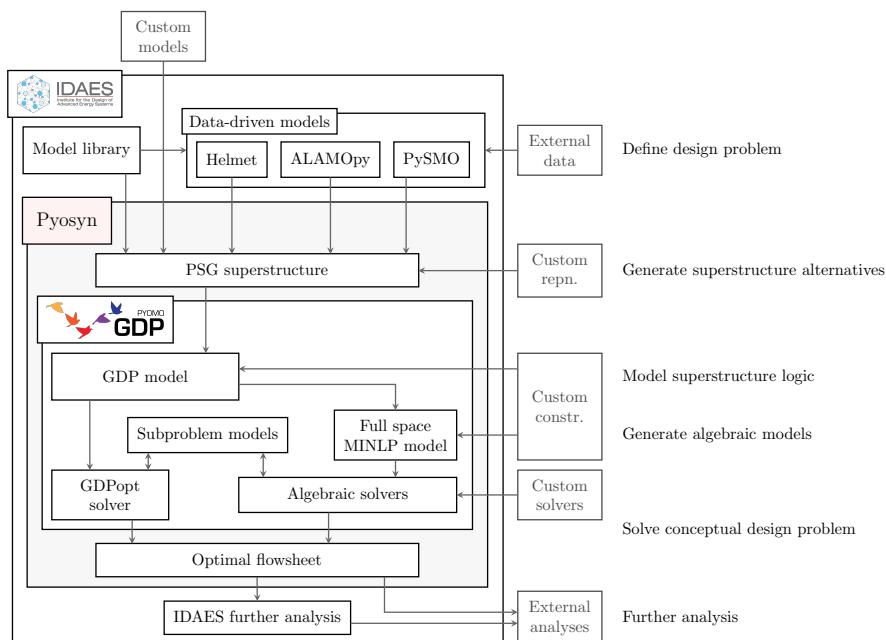 Custom
models
IDAES
Institute for the Design of
Advanced Energy Systems
Data-driven models
Model library
Helmet
ALAMOpy
PySMO
External
data
Define design problem
Pyosyn
PSG superstructure
Custom
repn.
Generate superstructure alternatives
PYOMO
GDP
GDP model
Custom
constr.
Model superstructure logic
Subproblem models
Full space
MINLP model
Generate algebraic models
GDPopt
solver
Algebraic solvers
Custom
solvers
Solve conceptual design problem
Optimal flowsheet
IDAES further analysis
External
analyses
Further analysis